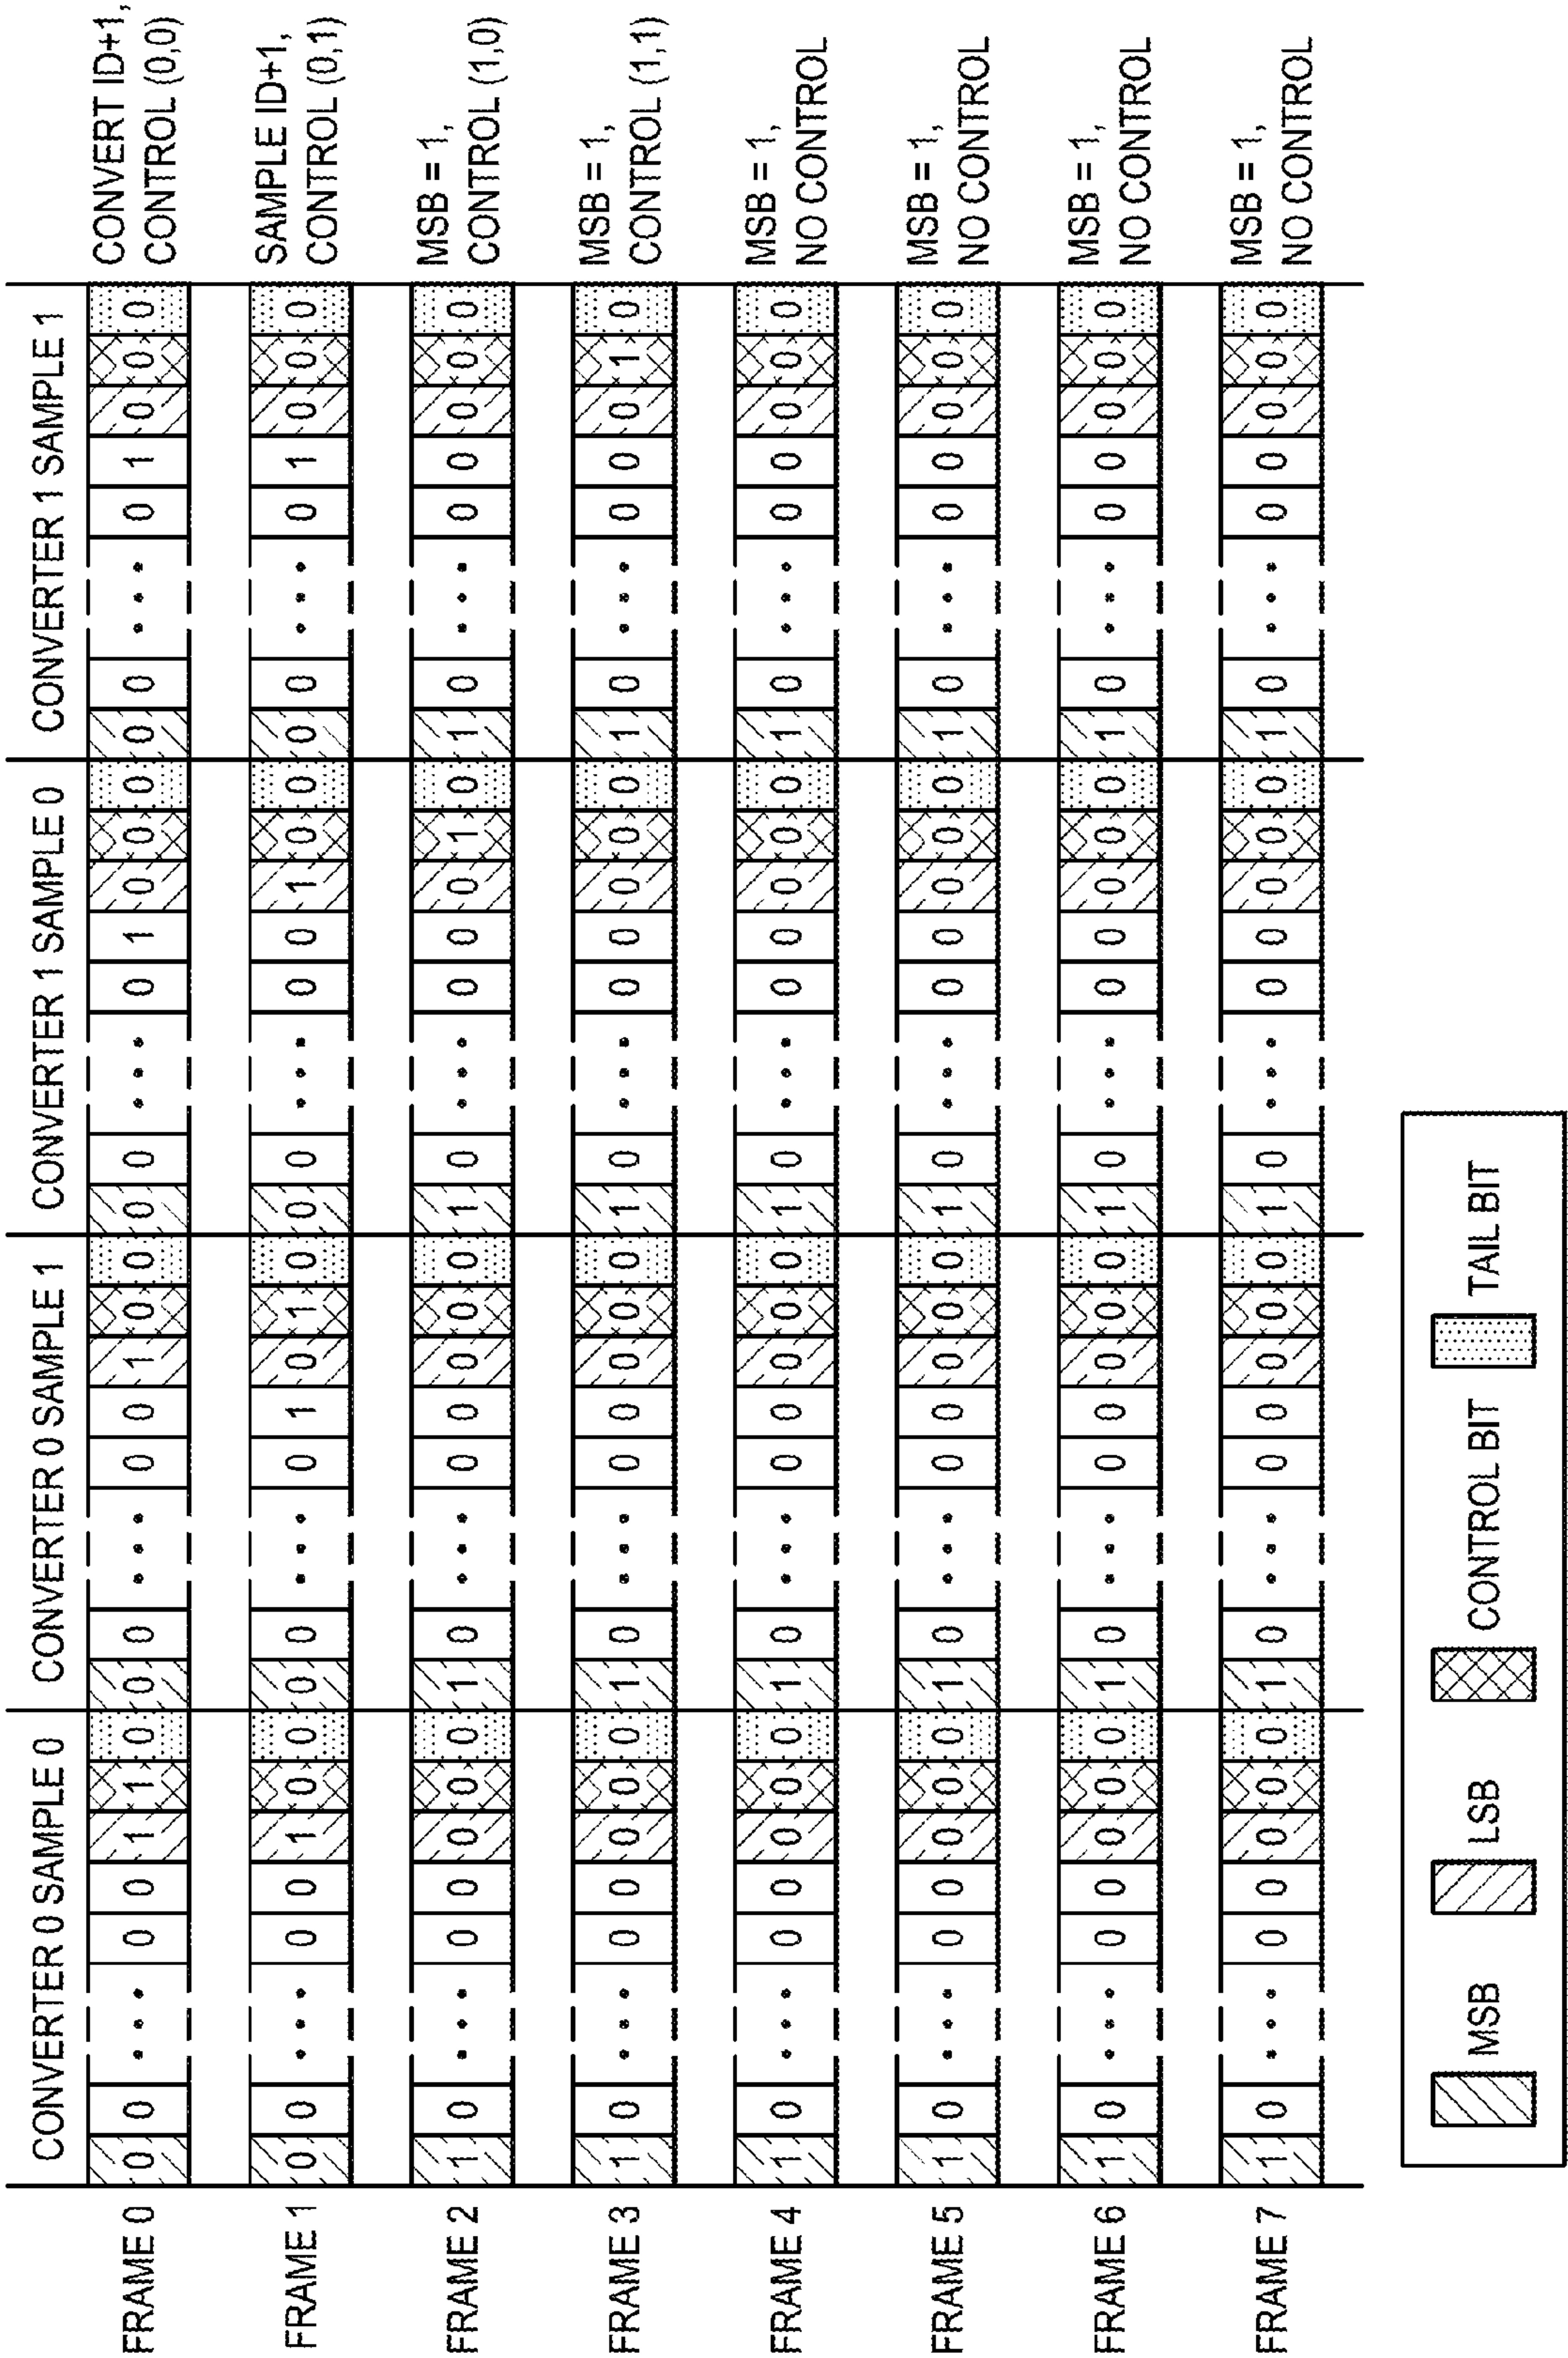 CONVERTER 0 SAMPLE 0 CONVERTER 0 SAMPLE 1 CONVERTER 1 SAMPLE 0 CONVERTER 1 SAMPLE 1
FRAME 0 0 0 • • • 0 0 1 1 0 0 0 • • • 0 0 1 0 0 0 0 • • • 0 1 0 0 0 0 0 • • • 0 1 0 0 0 CONVERT ID+1,
CONTROL (0,0)
FRAME 1 0 0 • • • 0 0 1 0 0 0 0 • • • 0 1 0 1 0 0 0 • • • 0 0 1 0 0 0 0 • • • 0 1 0 0 0 SAMPLE ID+1,
CONTROL (0,1)
FRAME 2 1 0 • • • 0 0 0 0 0 1 0 • • • 0 0 0 0 0 1 0 • • • 0 0 0 1 0 1 0 • • • 0 0 0 0 0 MSB = 1,
CONTROL (1,0)
FRAME 3 1 0 • • • 0 0 0 0 0 1 0 • • • 0 0 0 0 0 1 0 • • • 0 0 0 0 0 1 0 • • • 0 0 0 1 0 MSB = 1,
CONTROL (1,1)
FRAME 4 1 0 • • • 0 0 0 0 0 1 0 • • • 0 0 0 0 0 1 0 • • • 0 0 0 0 0 1 0 • • • 0 0 0 0 0 MSB = 1,
NO CONTROL
FRAME 5 1 0 • • • 0 0 0 0 0 1 0 • • • 0 0 0 0 0 1 0 • • • 0 0 0 0 0 1 0 • • • 0 0 0 0 0 MSB = 1,
NO CONTROL
FRAME 6 1 0 • • • 0 0 0 0 0 1 0 • • • 0 0 0 0 0 1 0 • • • 0 0 0 0 0 1 0 • • • 0 0 0 0 0 MSB = 1,
NO CONTROL
FRAME 7 1 0 • • • 0 0 0 0 0 1 0 • • • 0 0 0 0 0 1 0 • • • 0 0 0 0 0 1 0 • • • 0 0 0 0 0 MSB = 1,
NO CONTROL
MSB LSB CONTROL BIT TAIL BIT